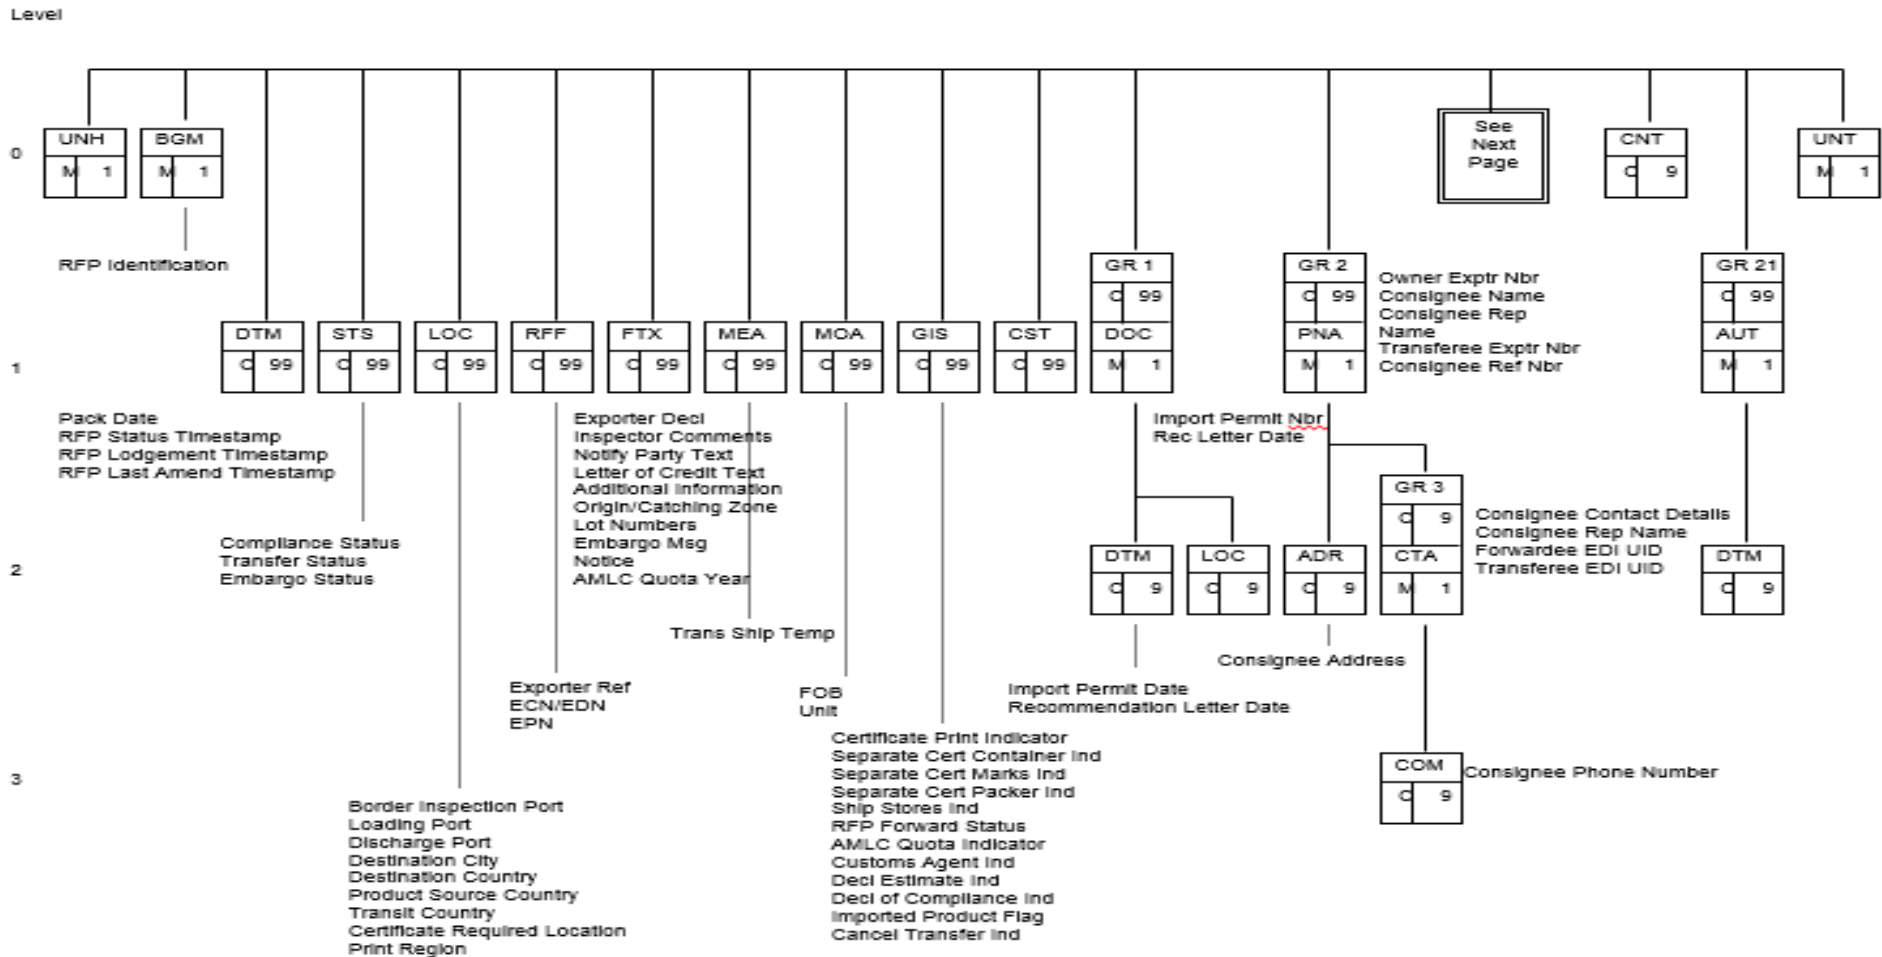 Level
0
UNH
M 1
BGM
M 1
See
Next
Page
CNT
C 9
UNT
M 1
RFP Identification
GR 1
C 99
GR 2
C 99
Owner Exptr Nbr
Consignee Name
Consignee Rep
Name
Transferee Exptr Nbr
Consignee Ref Nbr
GR 21
C 99
1
DTM
C 99
STS
C 99
LOC
C 99
RFF
C 99
FTX
C 99
MEA
C 99
MOA
C 99
GIS
C 99
CST
C 99
DOC
M 1
PNA
M 1
AUT
M 1
Pack Date
RFP Status Timestamp
RFP Lodgement Timestamp
RFP Last Amend Timestamp
Exporter Decl
Inspector Comments
Notify Party Text
Letter of Credit Text
Additional Information
Origin/Catching Zone
Lot Numbers
Embargo Msg
Notice
AMLC Quota Year
Import Permit Nbr
Rec Letter Date
GR 3
C 9
Consignee Contact Details
Consignee Rep Name
Forwardee EDI UID
Transferee EDI UID
Compliance Status
Transfer Status
Embargo Status
2
DTM
C 9
LOC
C 9
ADR
C 9
CTA
M 1
DTM
C 9
Trans Ship Temp
Consignee Address
Exporter Ref
ECN/EDN
EPN
FOB
Unit
Import Permit Date
Recommendation Letter Date
Certificate Print Indicator
Separate Cert Container Ind
Separate Cert Marks Ind
Separate Cert Packer Ind
Ship Stores Ind
RFP Forward Status
AMLC Quota Indicator
Customs Agent Ind
Decl Estimate Ind
Decl of Compliance Ind
Imported Product Flag
Cancel Transfer Ind
3
COM
C 9
Consignee Phone Number
Border Inspection Port
Loading Port
Discharge Port
Destination City
Destination Country
Product Source Country
Transit Country
Certificate Required Location
Print Region